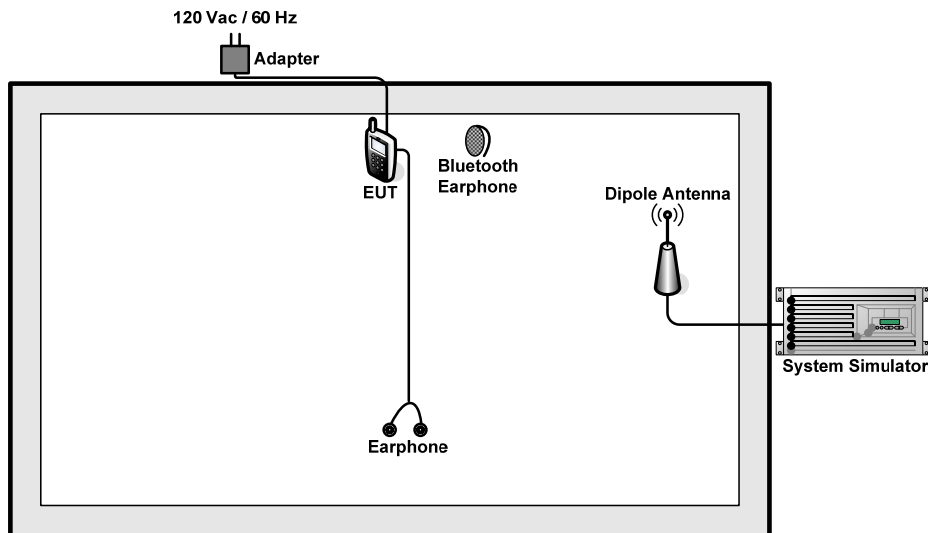 120 Vac / 60 Hz
Adapter
EUT
Bluetooth
Earphone
Dipole Antenna
System Simulator
Earphone